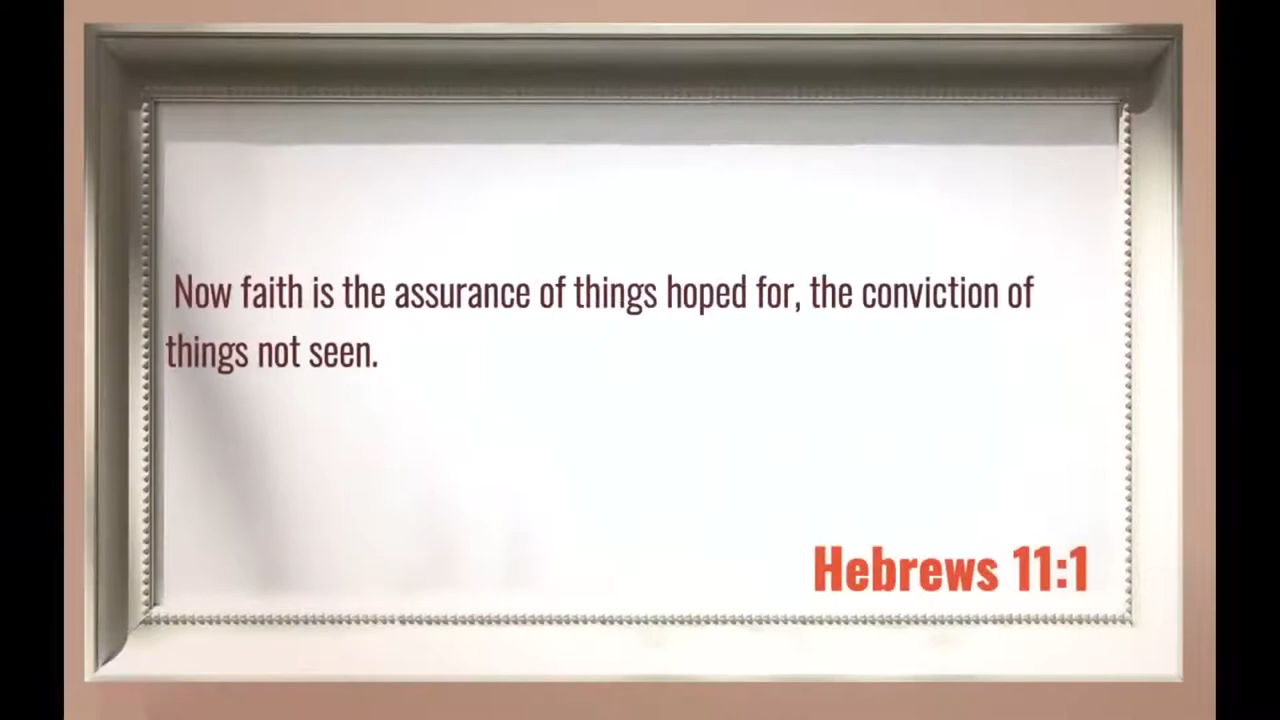 Now faith is the assurance of things hoped for, the conviction of
things not seen.
Hebrews 11:1